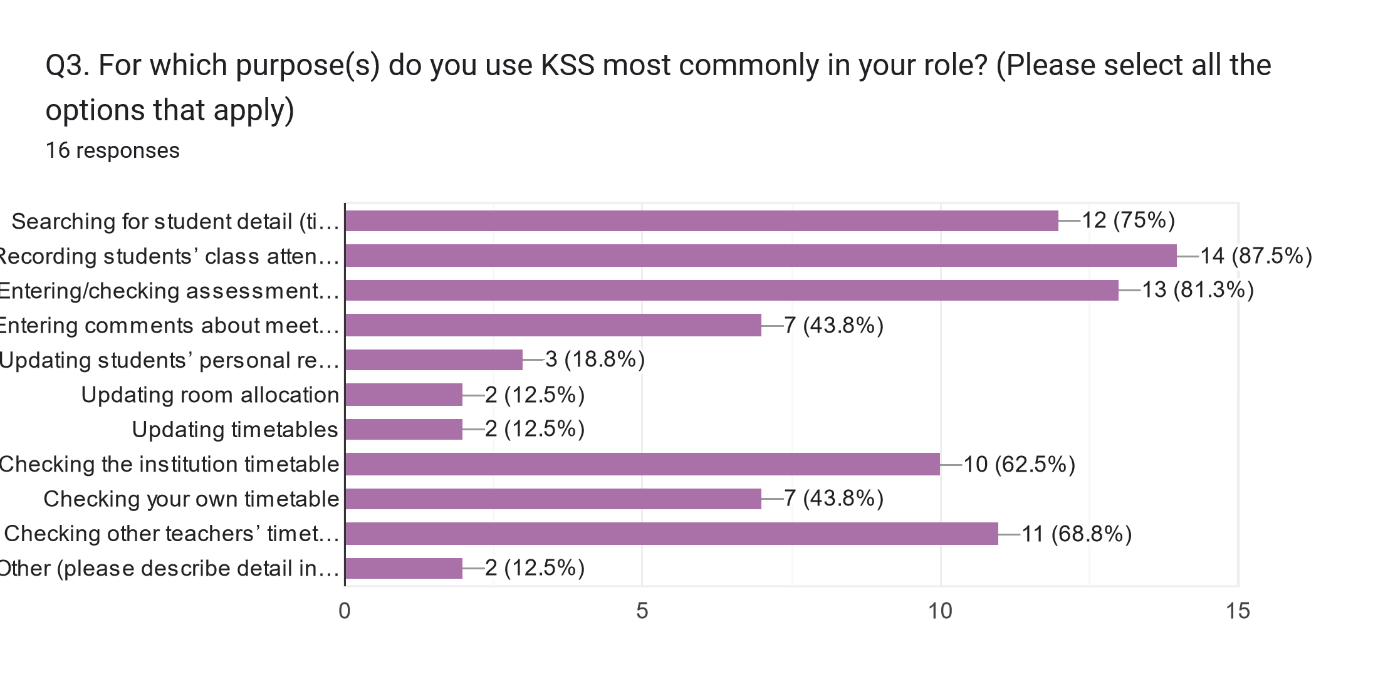 Q3. For which purpose(s) do you use KSS most commonly in your role? (Please select all the
options that apply)
16 responses
Searching for student detail (ti… 12 (75%)
Recording students’ class atten… 14 (87.5%)
Entering/checking assessment… 13 (81.3%)
Entering comments about meet… 7 (43.8%)
Updating students’ personal re… 3 (18.8%)
Updating room allocation 2 (12.5%)
Updating timetables 2 (12.5%)
Checking the institution timetable 10 (62.5%)
Checking your own timetable 7 (43.8%)
Checking other teachers’ timet… 11 (68.8%)
Other (please describe detail in… 2 (12.5%)
0 5 10 15